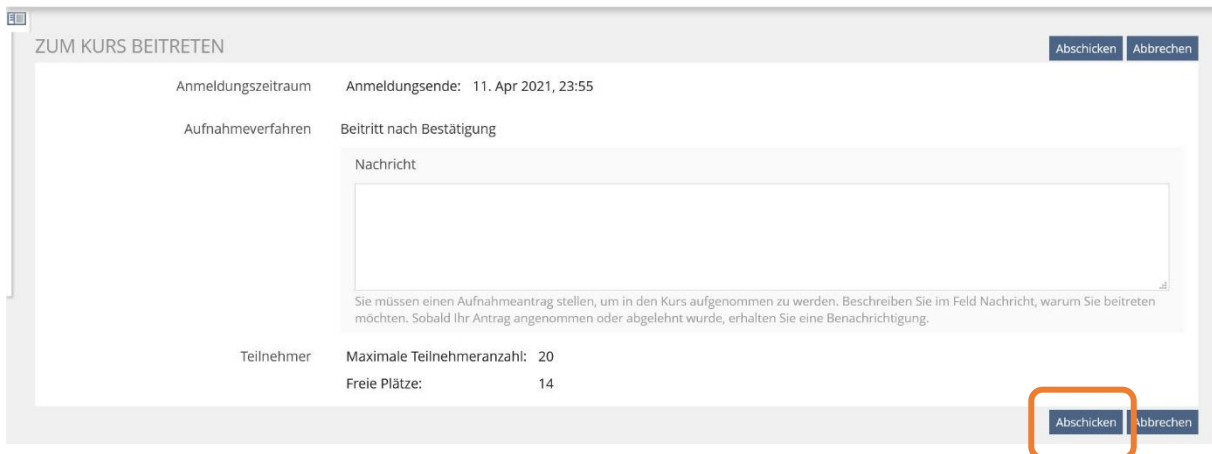 ZUM KURS BEITRETEN
Abschicken Abbrechen
Anmeldungszeitraum Anmeldungsende: 11. Apr 2021, 23:55
Aufnahmeverfahren Beitritt nach Bestätigung
Nachricht
Sie müssen einen Aufnahmeantrag stellen, um in den Kurs aufgenommen zu werden. Beschreiben Sie im Feld Nachricht, warum Sie beitreten
möchten. Sobald Ihr Antrag angenommen oder abgelehnt wurde, erhalten Sie eine Benachrichtigung.
Teilnehmer Maximale Teilnehmeranzahl: 20
Freie Plätze: 14
Abschicken Abbrechen